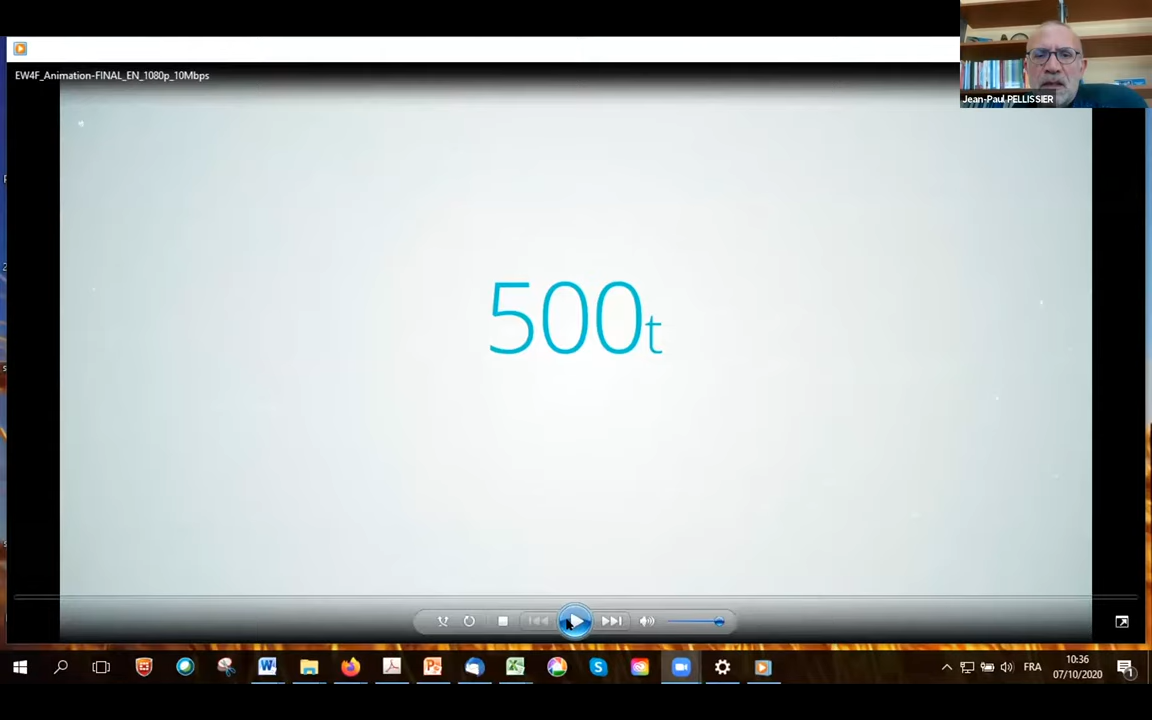 EW4F_Animation-FINAL_EN_1080p_10Mbps
Jean-Paul PELLISSIER
500t
FRA
10:36
07/10/2020